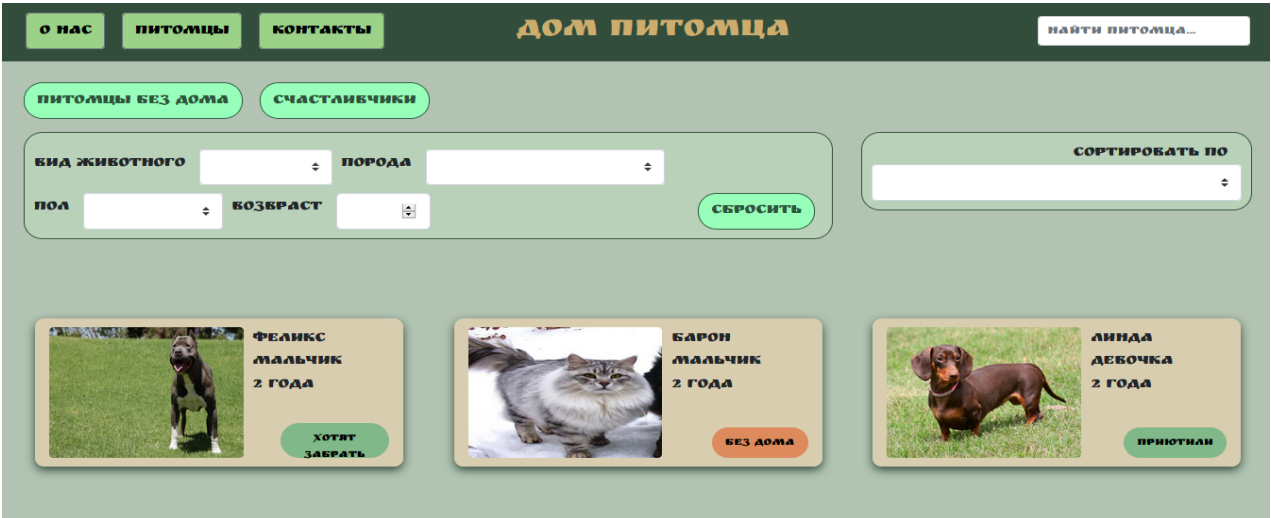 О НАС
ПИТОМЦЫ
КОНТАКТЫ
ДОМ ПИТОМЦА
НАЙТИ ПИТОМЦА...
ПИТОМЦЫ БЕЗ ДОМА
СЧАСТЛИВЧИКИ
ВИД ЖИВОТНОГО
ПОРОДА
ПОЛ
ВОЗВРАСТ
СБРОСИТЬ
СОРТИРОВАТЬ ПО
ФЕЛИКС
МАЛЬЧИК
2 ГОДА
ХОТЯТ
ЗАБРАТЬ
БАРОН
МАЛЬЧИК
2 ГОДА
БЕЗ ДОМА
ЛИНДА
ДЕВОЧКА
2 ГОДА
ПРИЮТИЛИ